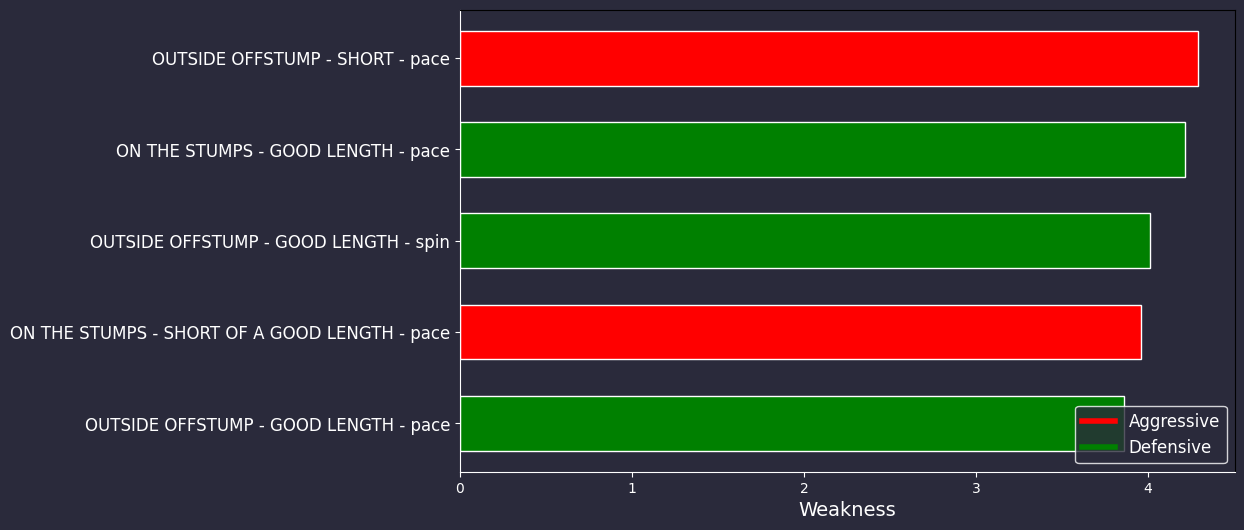 OUTSIDE OFFSTUMP - SHORT - pace
ON THE STUMPS - GOOD LENGTH - pace
OUTSIDE OFFSTUMP - GOOD LENGTH - spin
ON THE STUMPS - SHORT OF A GOOD LENGTH - pace
OUTSIDE OFFSTUMP - GOOD LENGTH - pace
Aggressive
Defensive
0 1 2 3 4
Weakness